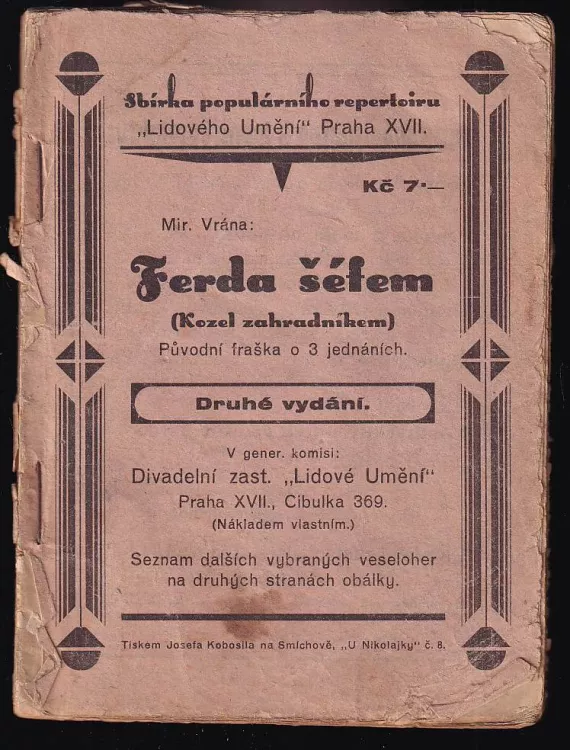 Sbírka populárního repertoiru
„Lidového Umění" Praha XVII.
Kč 7·—
Mir. Vrána:
Ferda šéfem
(Kozel zahradníkem)
Původní fraška o 3 jednáních.
Druhé vydání.
V gener. komisi:
Divadelní zast. „Lidové Umění"
Praha XVII., Cibulka 369.
(Nákladem vlastním.)
Seznam dalších vybraných veseloher
na druhých stranách obálky.
Tiskem Josefa Kobosila na Smíchově, „U Nikolajky" č. 8.